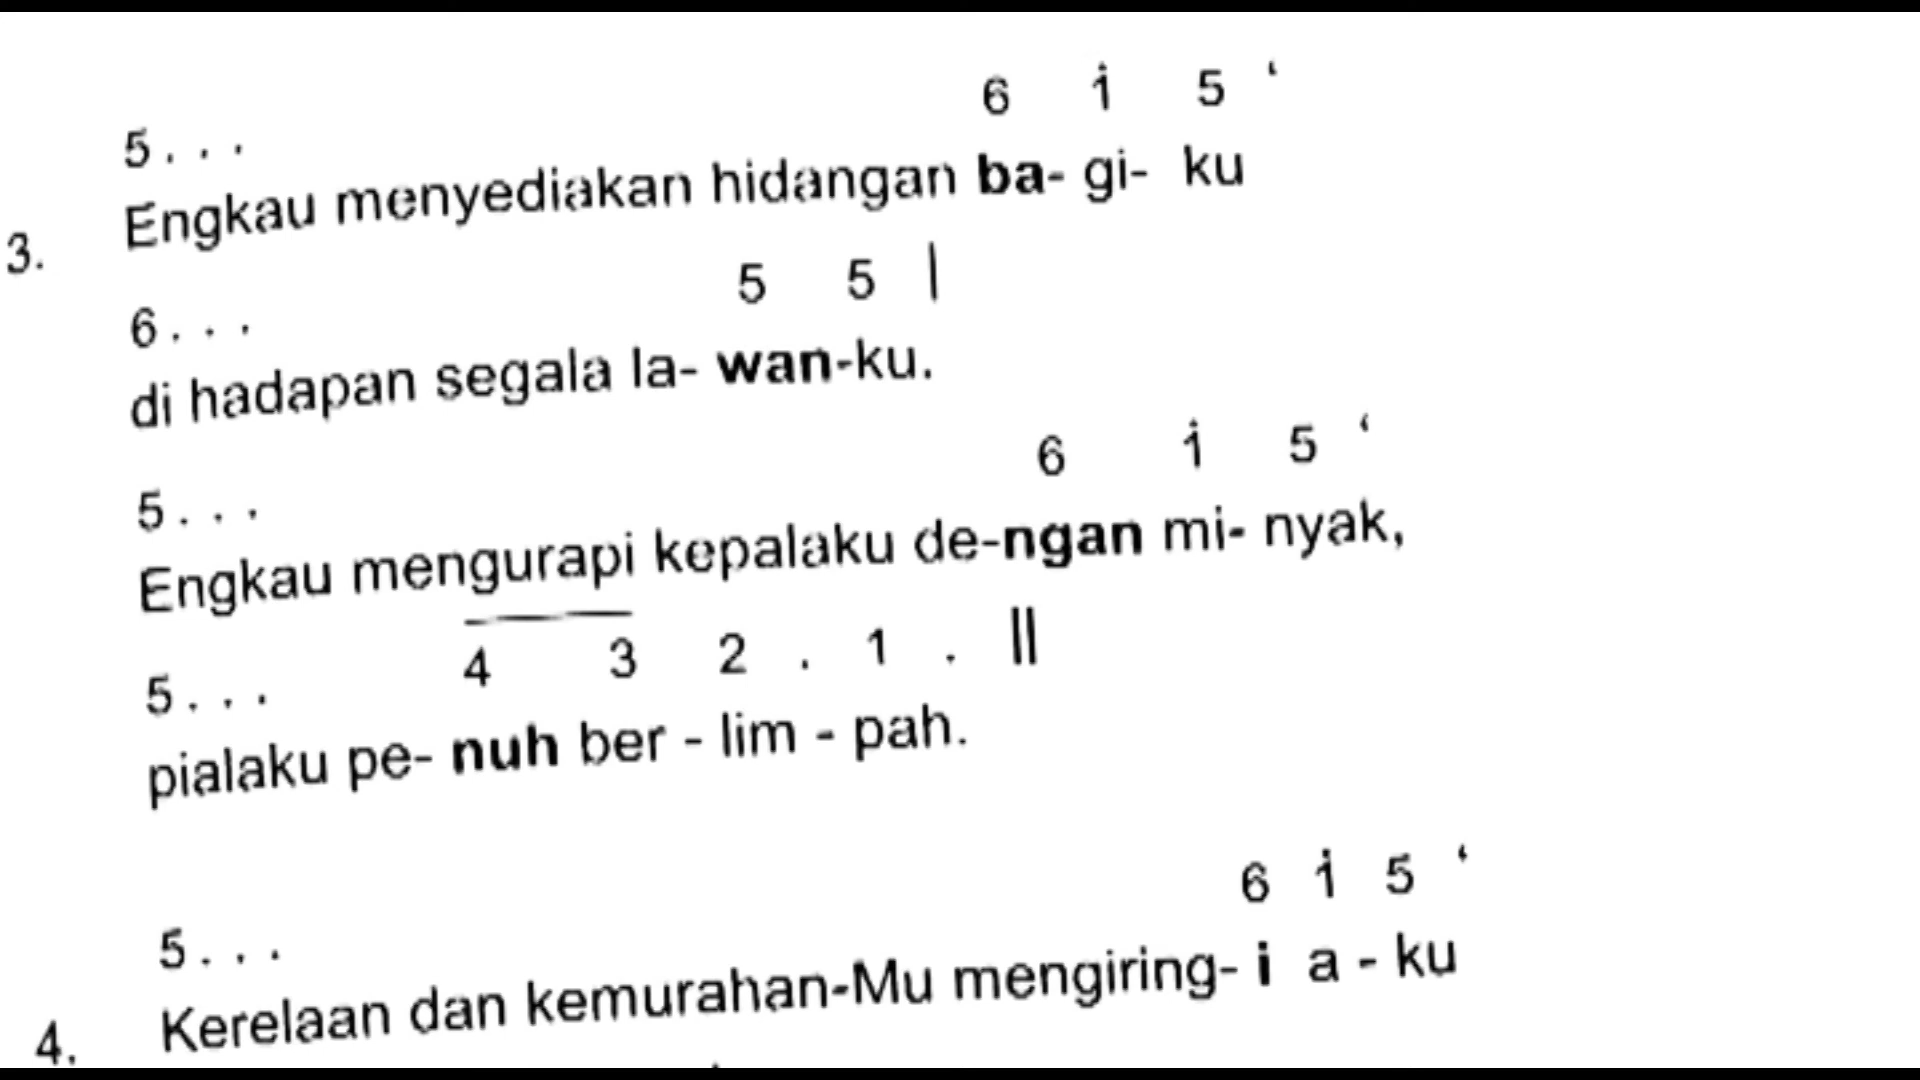 6 i 5 ‘
5 . . .
3. Engkau menyediakan hidangan ba- gi- ku
5 5 |
6 . . .
di hadapan segala la- wan-ku.
6 i 5 ‘
5 . . .
Engkau mengurapi kepalaku de-ngan mi- nyak,
4 3 2 . 1 . ||
5 . . .
pialaku pe- nuh ber - lim - pah.
6 i 5 ‘
5 . . .
4. Kerelaan dan kemurahan-Mu mengiring- i a - ku